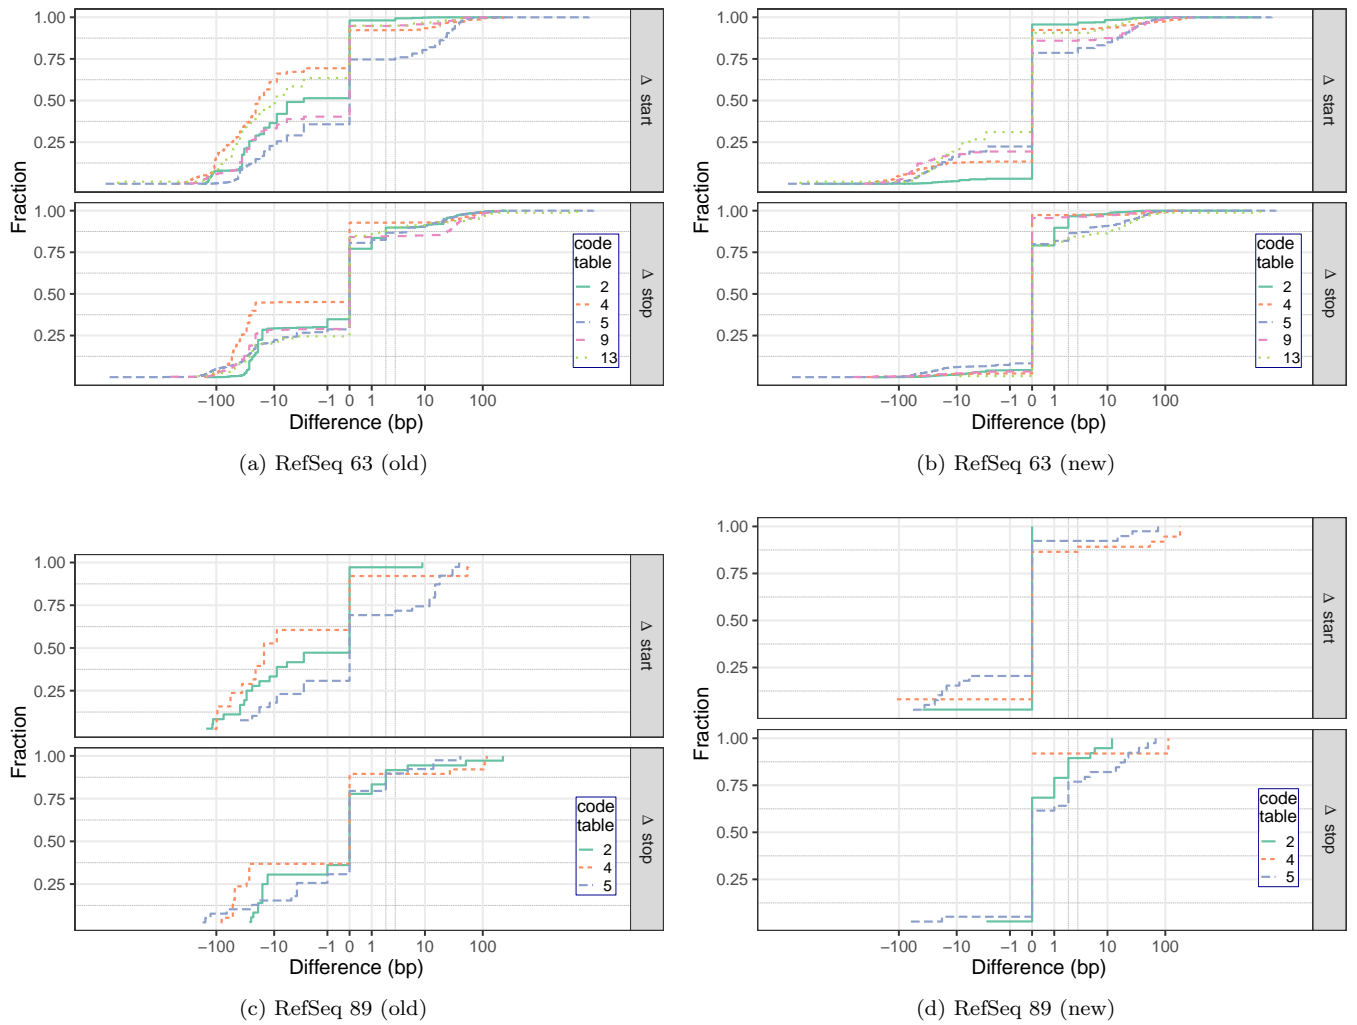 1.00
0.75
0.50
0.25
Δ start
1.00
0.75
0.50
0.25
Δ stop
Fraction
code
table
2
4
5
9
13
−100 −10 −1 0 1 10 100
Difference (bp)
(a) RefSeq 63 (old)
1.00
0.75
0.50
0.25
Δ start
1.00
0.75
0.50
0.25
Δ stop
Fraction
code
table
2
4
5
9
13
−100 −10 −1 0 1 10 100
Difference (bp)
(b) RefSeq 63 (new)
1.00
0.75
0.50
0.25
Δ start
1.00
0.75
0.50
0.25
Δ stop
Fraction
code
table
2
4
5
−100 −10 −1 0 1 10 100
Difference (bp)
(c) RefSeq 89 (old)
1.00
0.75
0.50
0.25
Δ start
1.00
0.75
0.50
0.25
Δ stop
Fraction
code
table
2
4
5
−100 −10 −1 0 1 10 100
Difference (bp)
(d) RefSeq 89 (new)